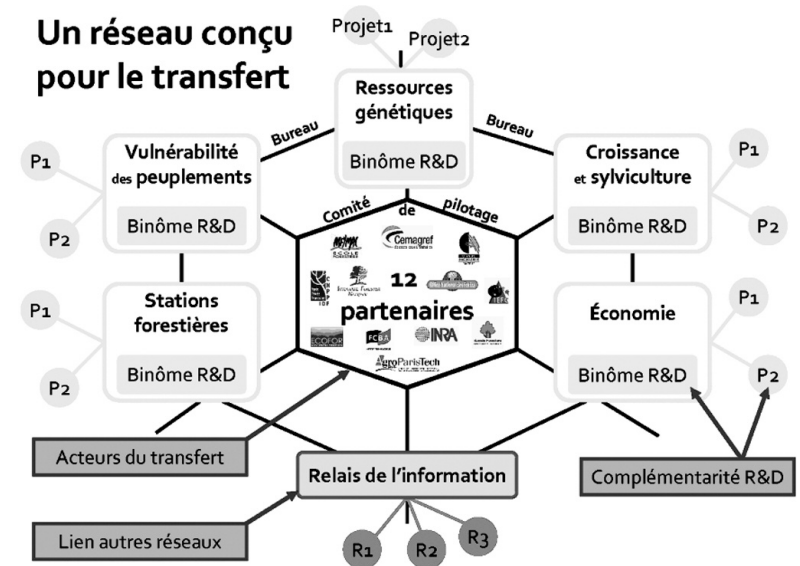 Un réseau conçu
pour le transfert
Projet1
Projet2
Ressources
génétiques
Binôme R&D
Bureau
Bureau
P1
P2
Vulnérabilité
des peuplements
Binôme R&D
Croissance
et sylviculture
Binôme R&D
P1
P2
Comité de pilotage
Cemagref
12
partenaires
ECOFOR
FCBA
INRA
AgroParisTech
P1
P2
Stations
forestières
Binôme R&D
Économie
Binôme R&D
P1
P2
Acteurs du transfert
Relais de l'information
Complémentarité R&D
Lien autres réseaux
R1
R2
R3